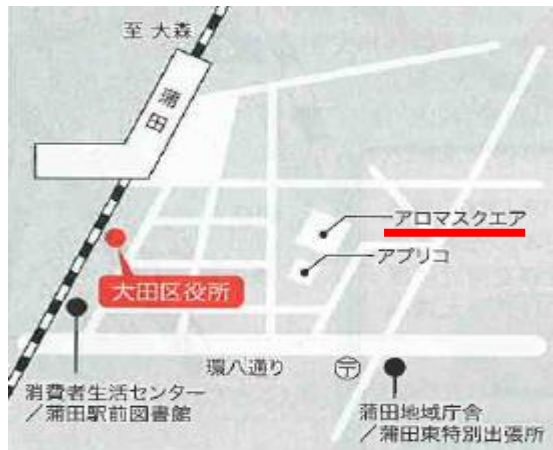 至 大森
蒲田
アロマスクエア
アプリコ
大田区役所
環八通り
〒
消費者生活センター
/蒲田駅前図書館
蒲田地域庁舎
/蒲田東特別出張所